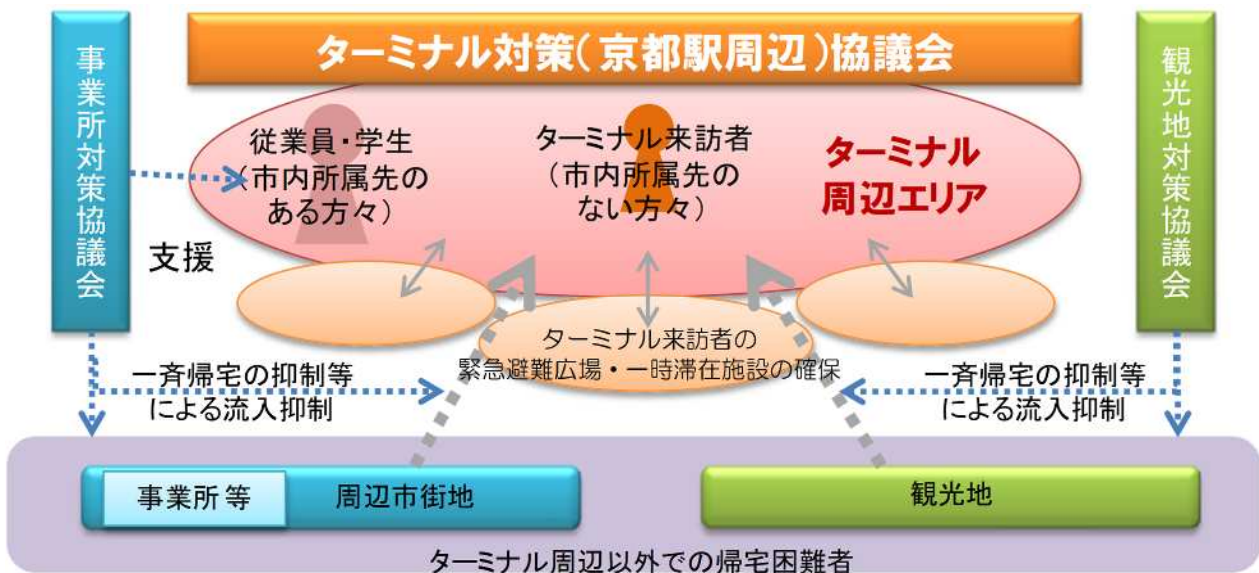 ターミナル対策(京都駅周辺)協議会
事業所対策協議会
観光地対策協議会
従業員・学生
(市内所属先の
ある方々)
ターミナル来訪者
(市内所属先の
ない方々)
ターミナル
周辺エリア
支援
ターミナル来訪者の
緊急避難広場・一時滞在施設の確保
一斉帰宅の抑制等
による流入抑制
一斉帰宅の抑制等
による流入抑制
事業所等
周辺市街地
観光地
ターミナル周辺以外での帰宅困難者